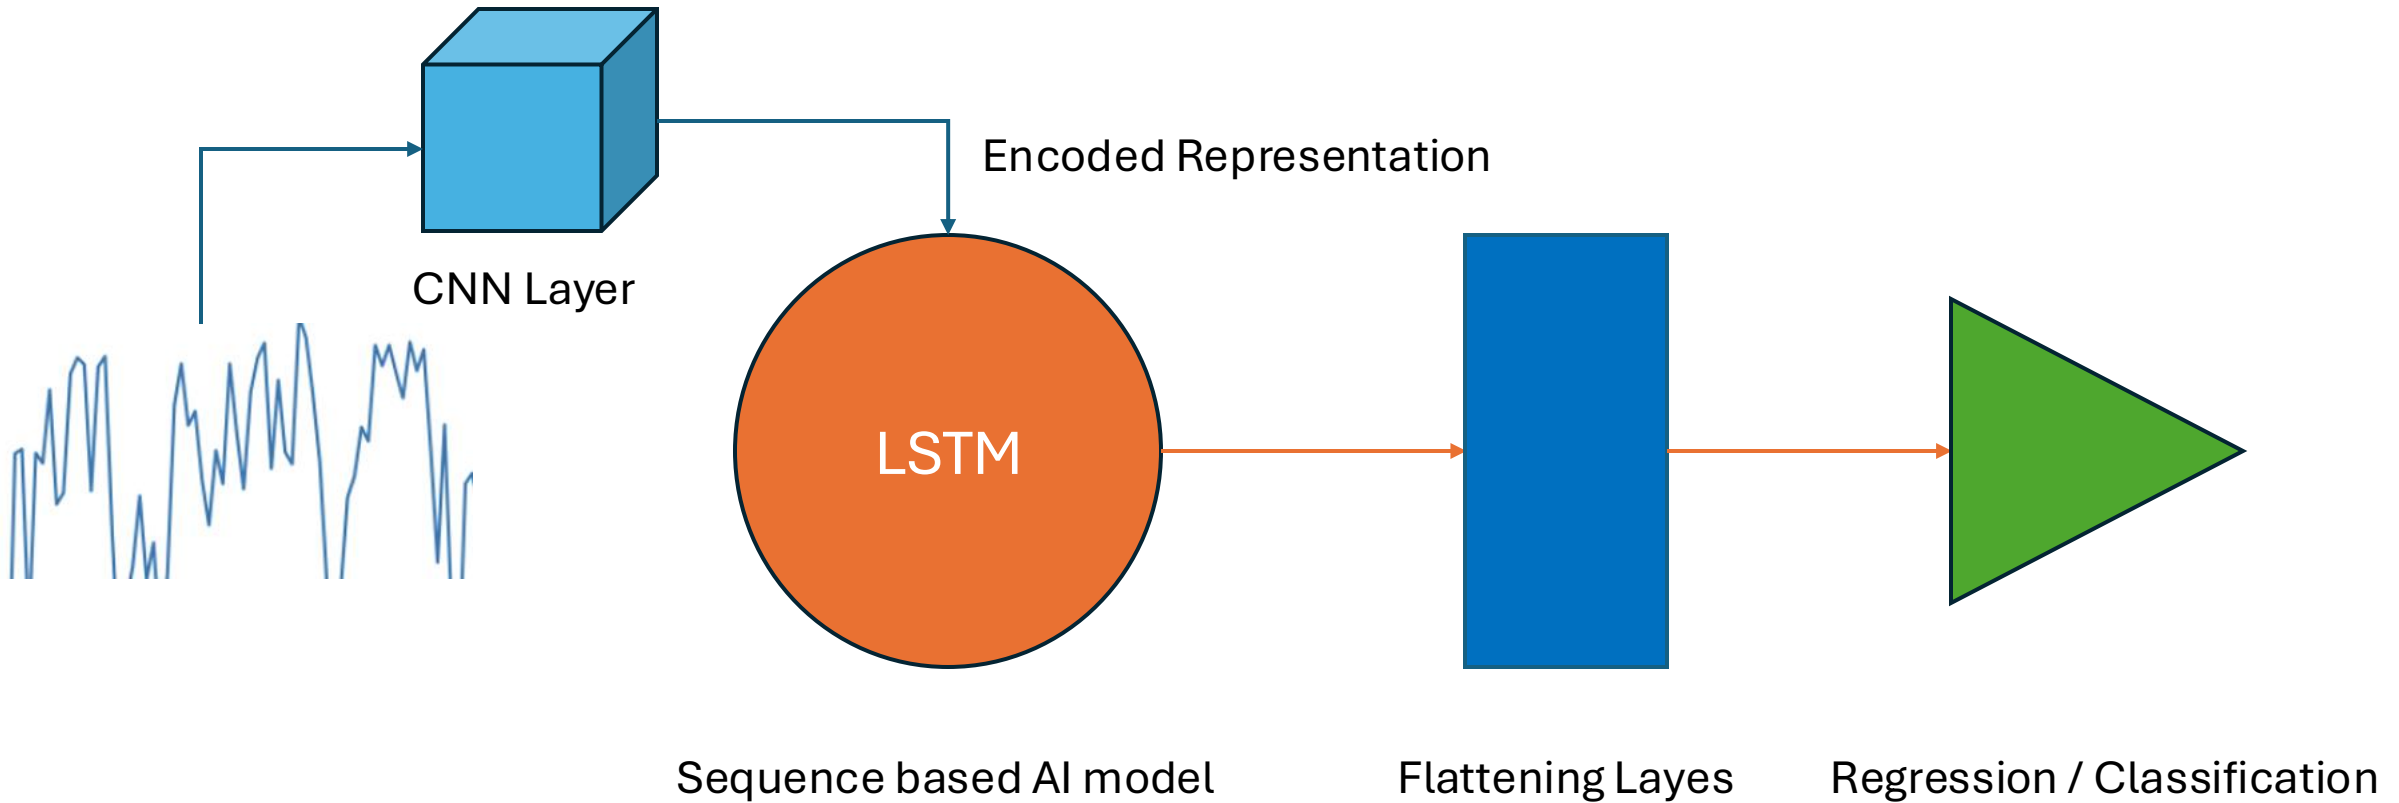 Encoded Representation
CNN Layer
LSTM
Sequence based AI model
Flattening Layes
Regression / Classification